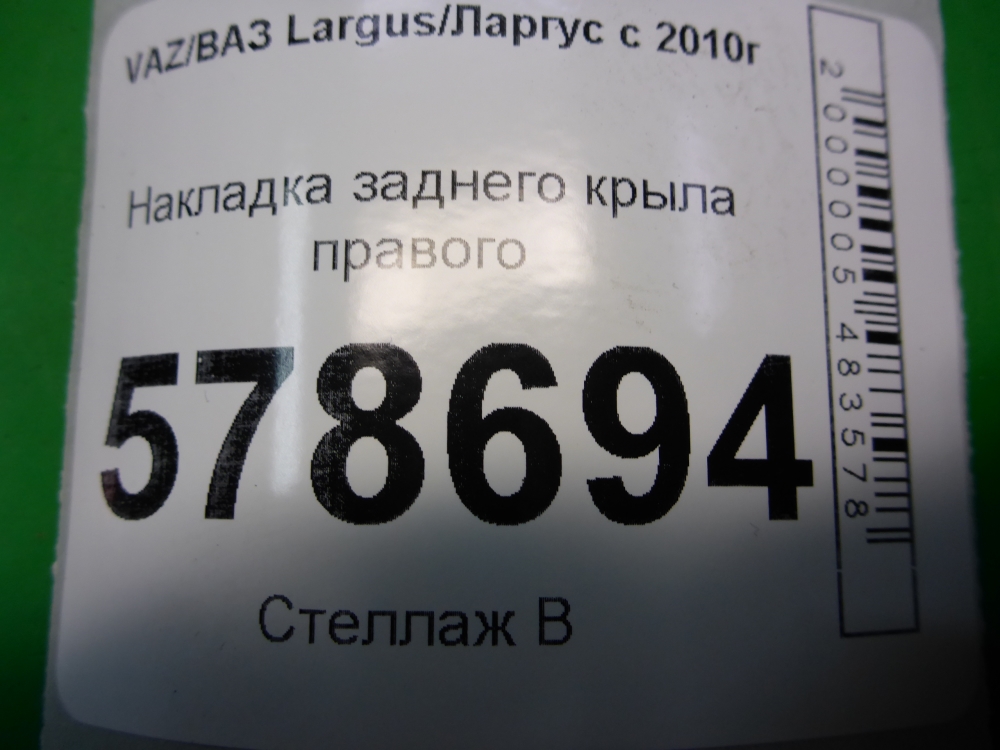 VAZ/ВАЗ Largus/Ларгус с 2010г
Накладка заднего крыла
правого
578694
Стеллаж В
2000005483578